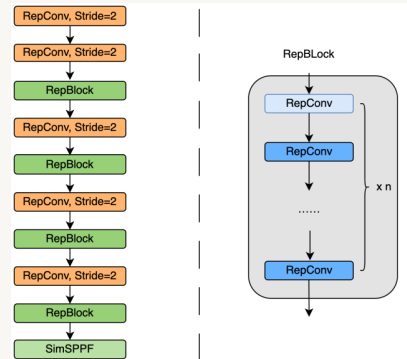 RepConv, Stride=2
RepConv, Stride=2
RepBlock
RepConv, Stride=2
RepBlock
RepConv, Stride=2
RepBlock
RepConv, Stride=2
RepBlock
SimSPPF
RepBLock
RepConv
RepConv
......
RepConv
x n